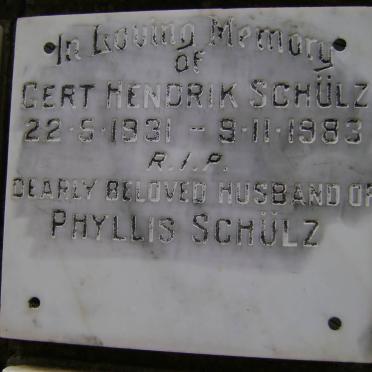 In Loving Memory
OF
GERT HENDRIK SCHÜLZ
22·5·1931 - 9·11·1983
R.I.P.
DEARLY BELOVED HUSBAND OF
PHYLLIS SCHÜLZ